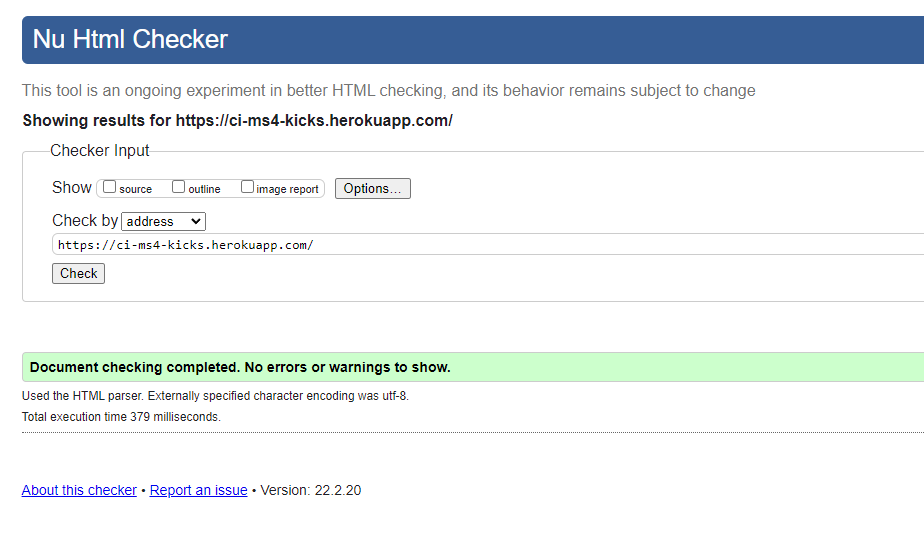 Nu Html Checker
This tool is an ongoing experiment in better HTML checking, and its behavior remains subject to change
Showing results for https://ci-ms4-kicks.herokuapp.com/
Checker Input
Show source outline image report Options...
Check by address
https://ci-ms4-kicks.herokuapp.com/
Check
Document checking completed. No errors or warnings to show.
Used the HTML parser. Externally specified character encoding was utf-8.
Total execution time 379 milliseconds.
About this checker • Report an issue • Version: 22.2.20